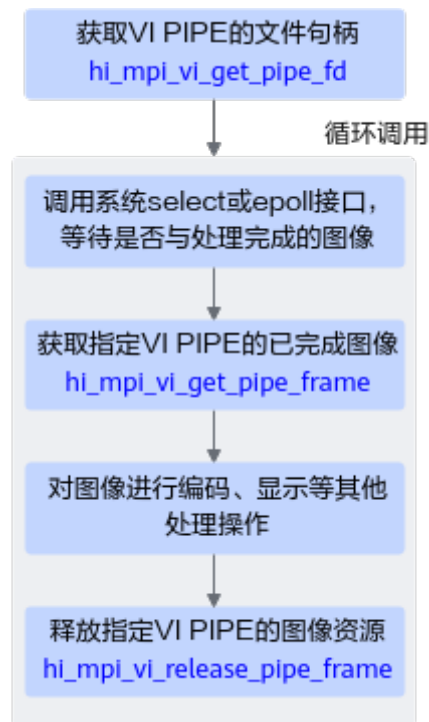 获取VI PIPE的文件句柄
hi_mpi_vi_get_pipe_fd
循环调用
调用系统select或epoll接口，
等待是否与处理完成的图像
获取指定VI PIPE的已完成图像
hi_mpi_vi_get_pipe_frame
对图像进行编码、显示等其他
处理操作
释放指定VI PIPE的图像资源
hi_mpi_vi_release_pipe_frame